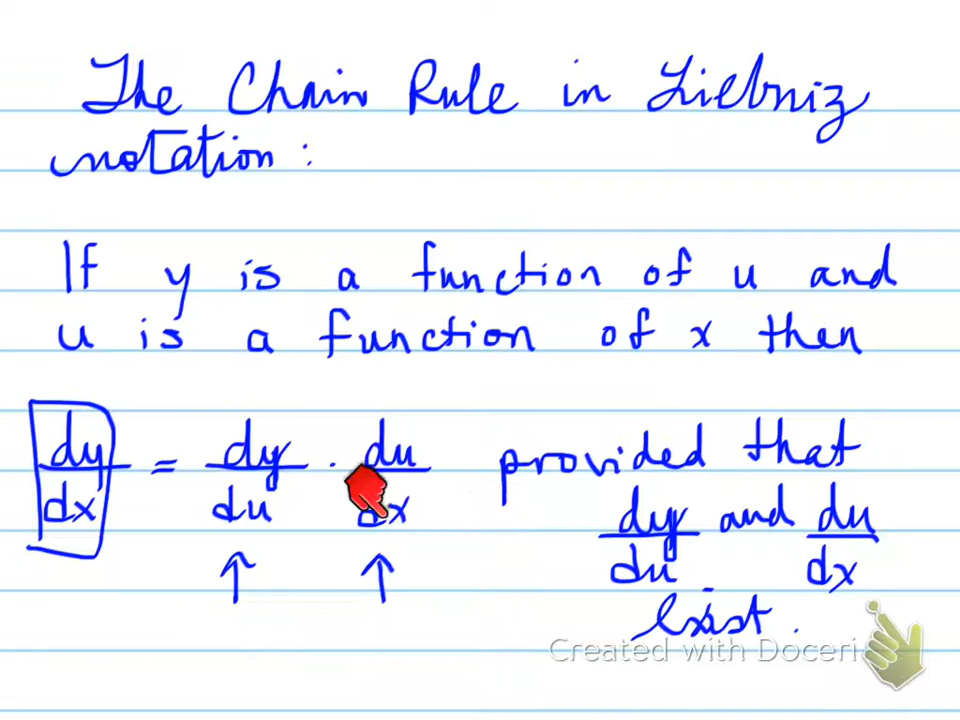 The Chain Rule in Liebniz
notation :
If y is a function of u and
u is a function of x then
dy/dx = dy/du · du/dx provided that
dy/du and du/dx
exist.
Created with Doceri